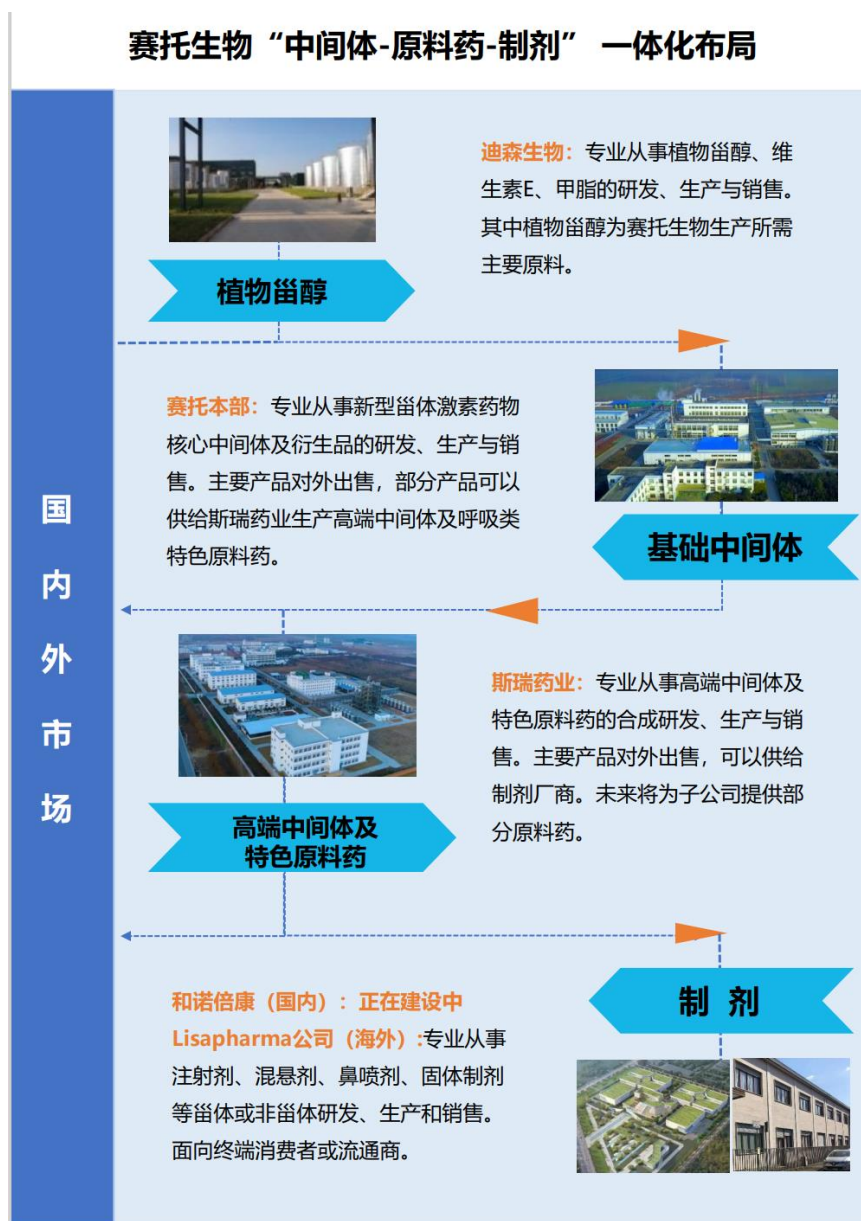 赛托生物“中间体-原料药-制剂” 一体化布局
国内外市场
迪森生物：专业从事植物甾醇、维
生素E、甲脂的研发、生产与销售。
其中植物甾醇为赛托生物生产所需
主要原料。
植物甾醇
赛托本部：专业从事新型甾体激素药物
核心中间体及衍生品的研发、生产与销
售。主要产品对外出售，部分产品可以
供给斯瑞药业生产高端中间体及呼吸类
特色原料药。
基础中间体
斯瑞药业：专业从事高端中间体及
特色原料药的合成研发、生产与销
售。主要产品对外出售，可以供给
制剂厂商。未来将为子公司提供部
分原料药。
高端中间体及
特色原料药
和诺倍康（国内）：正在建设中
Lisapharma公司（海外）:专业从事
注射剂、混悬剂、鼻喷剂、固体制剂
等甾体或非甾体研发、生产和销售。
面向终端消费者或流通商。
制 剂